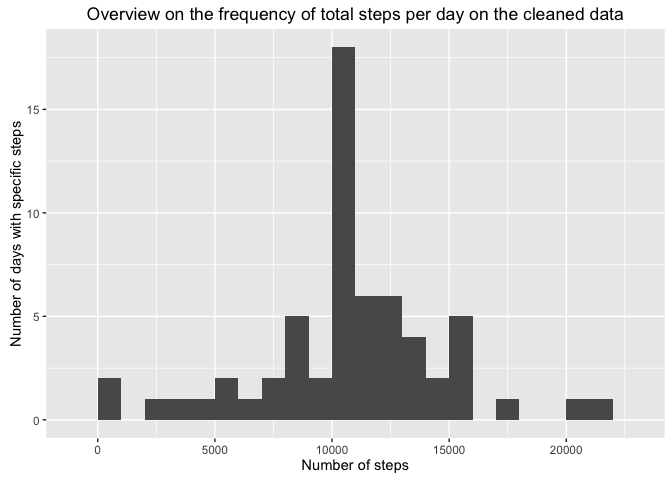 Overview on the frequency of total steps per day on the cleaned data
Number of days with specific steps
15
10
5
0
0 5000 10000 15000 20000
Number of steps